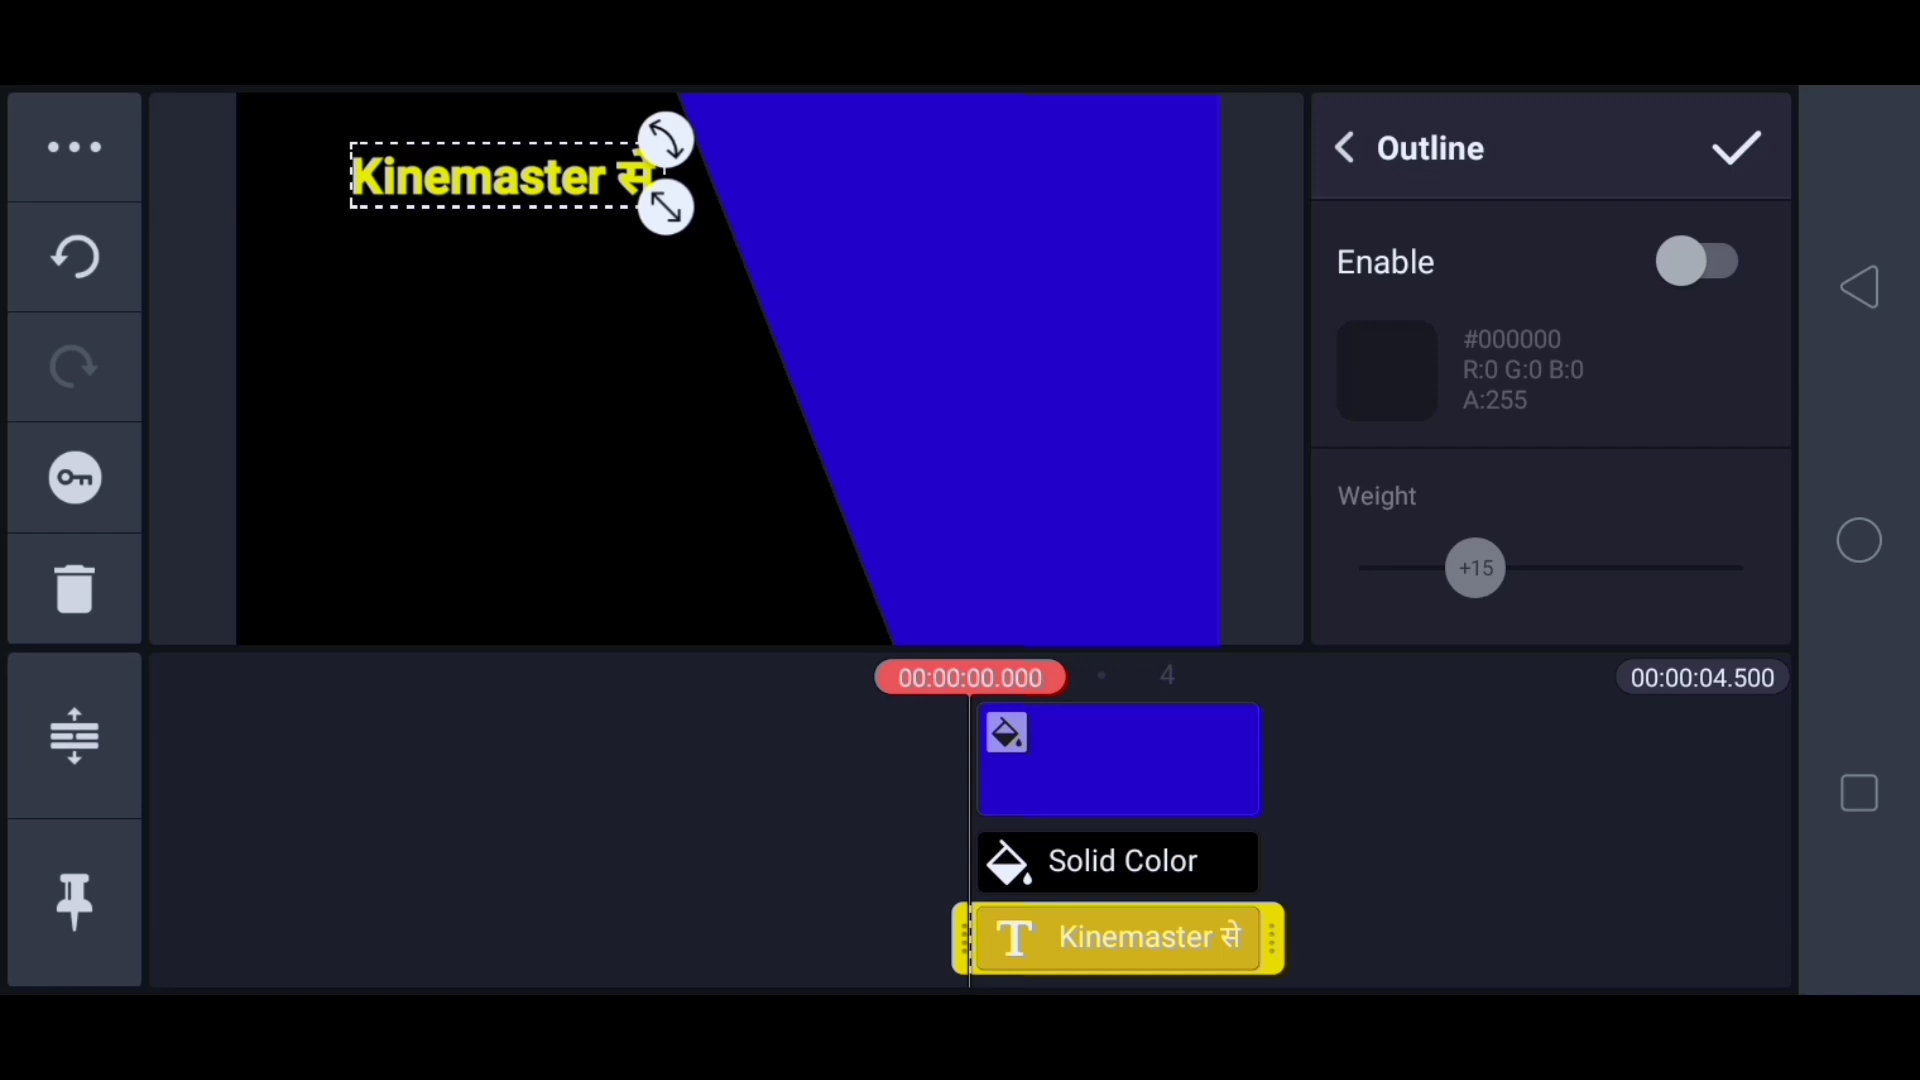 Kinemaster से
Outline
Enable
#000000
R:0 G:0 B:0
A:255
Weight
+15
00:00:00.000
4
00:00:04.500
Solid Color
T Kinemaster से